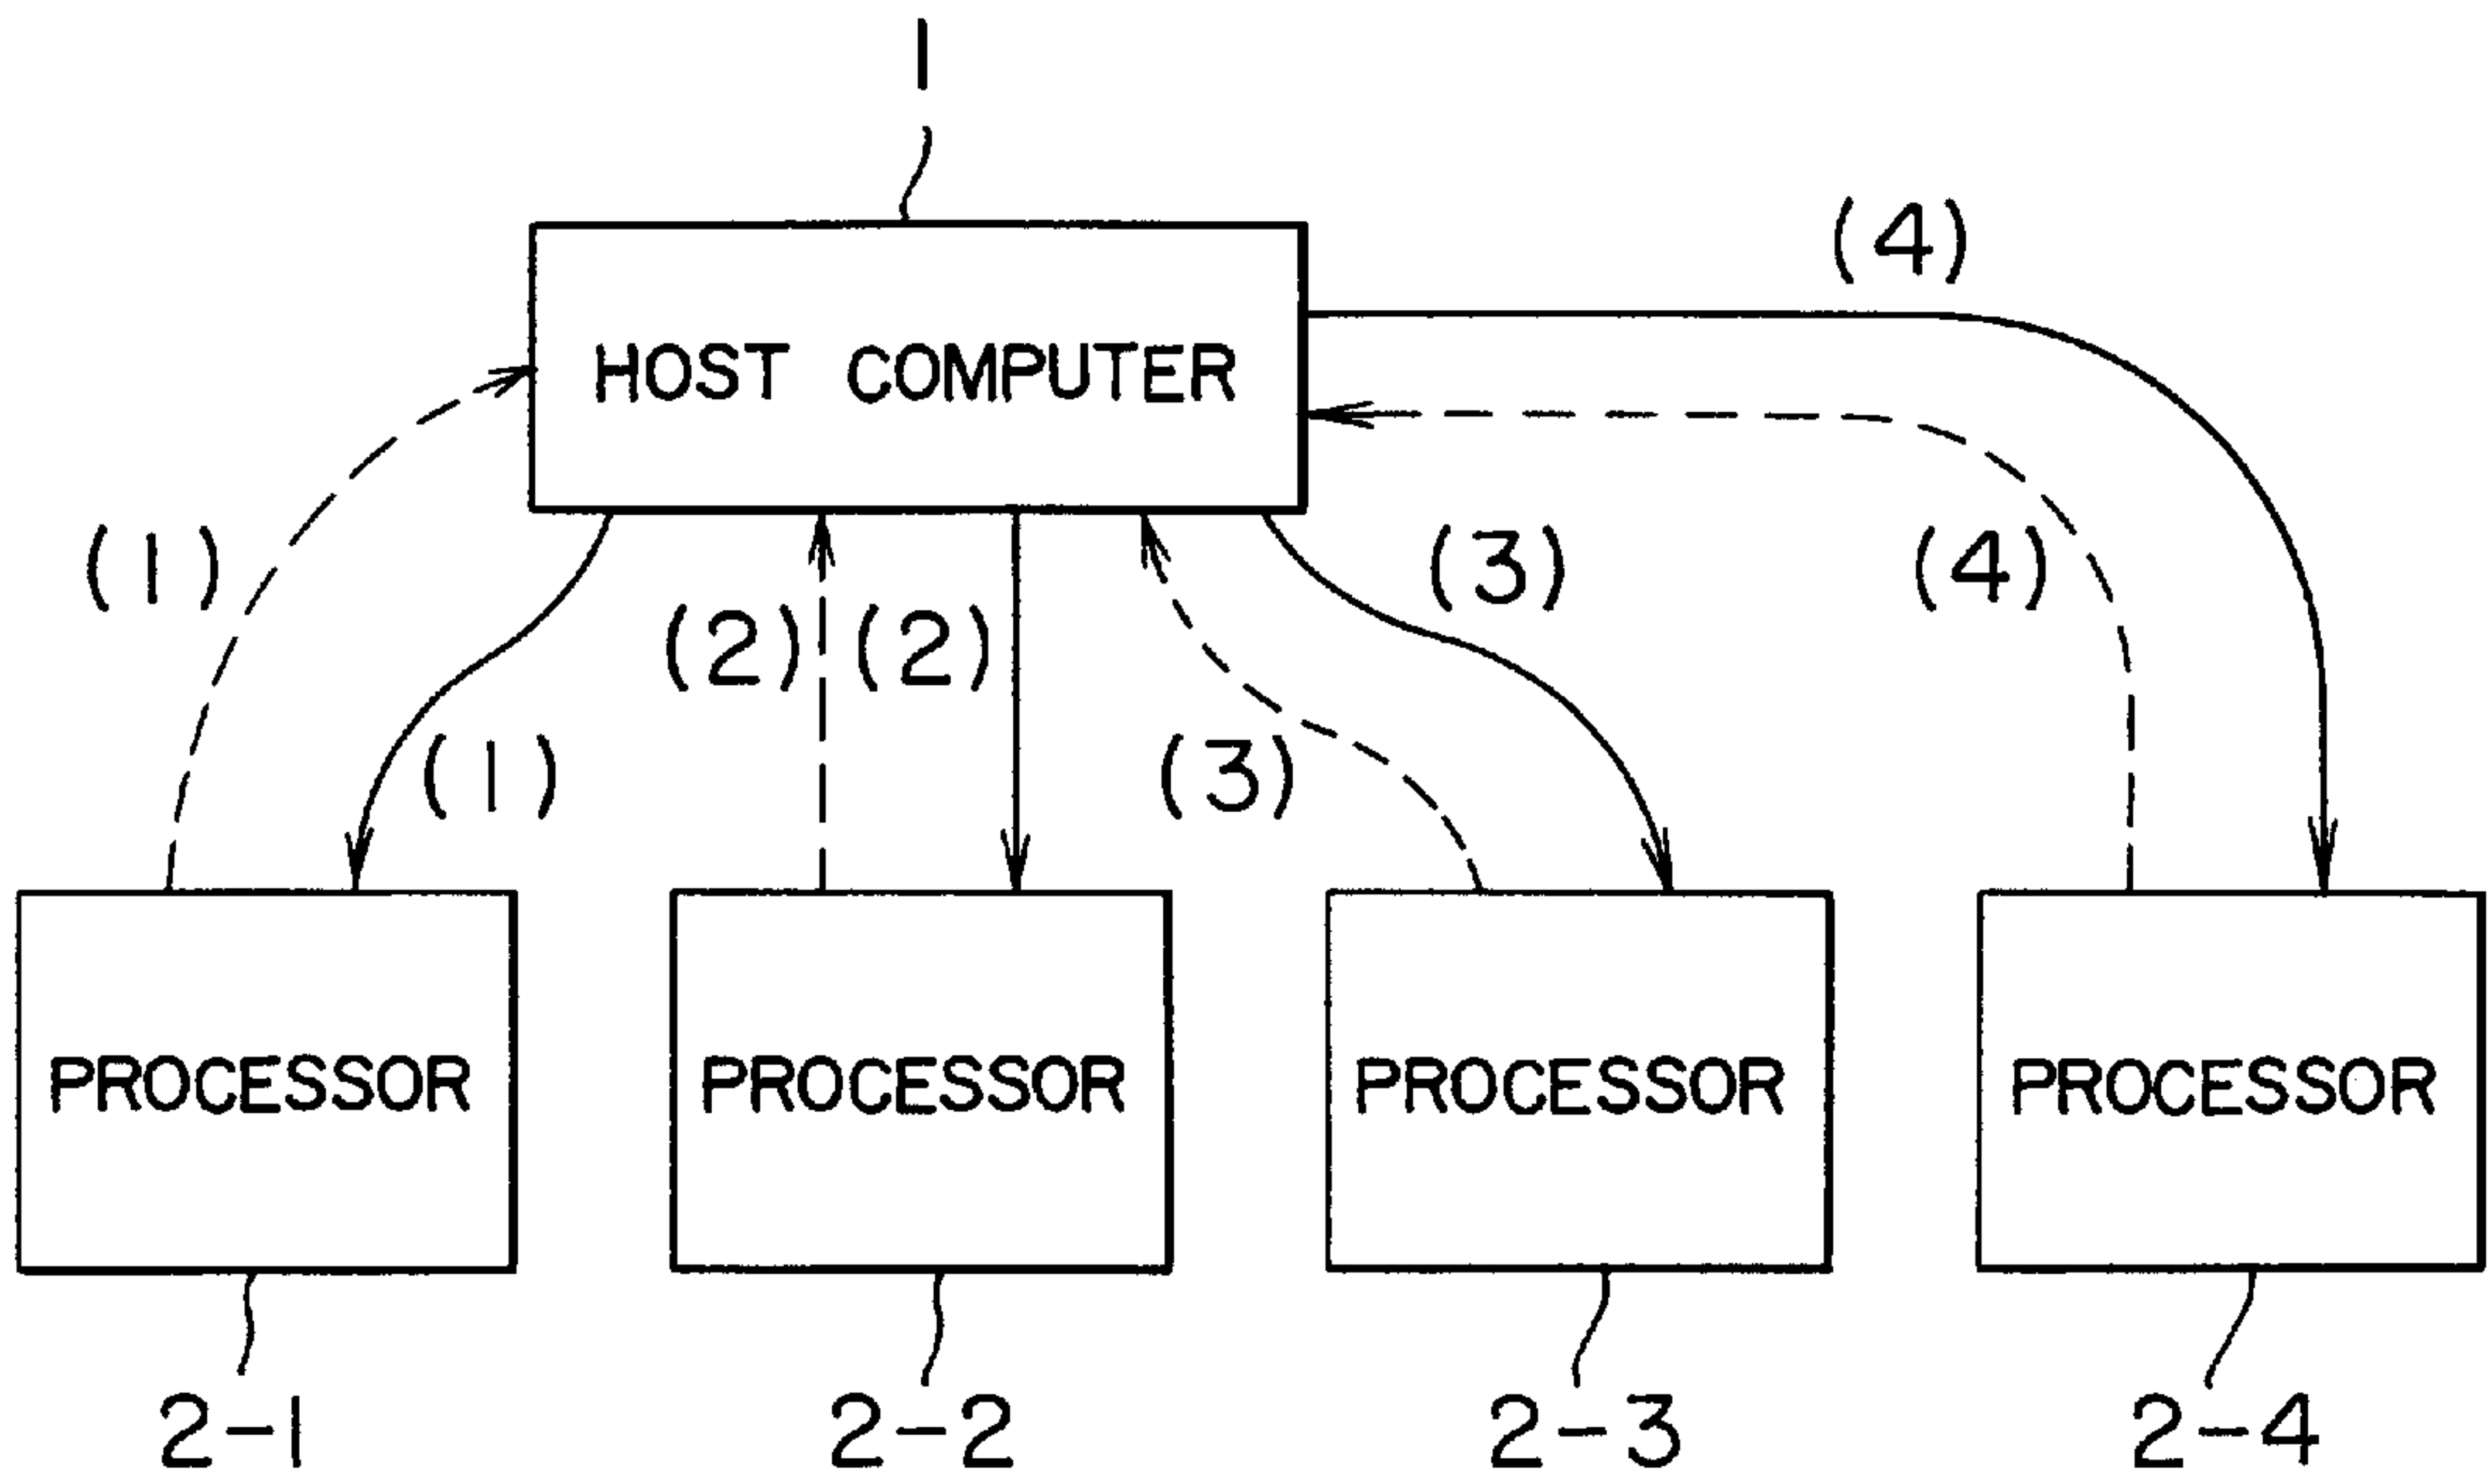 1
(4)
HOST COMPUTER
(1)
(3)
(4)
(2)
(2)
(1)
(3)
PROCESSOR
PROCESSOR
PROCESSOR
PROCESSOR
2-1
2-2
2-3
2-4